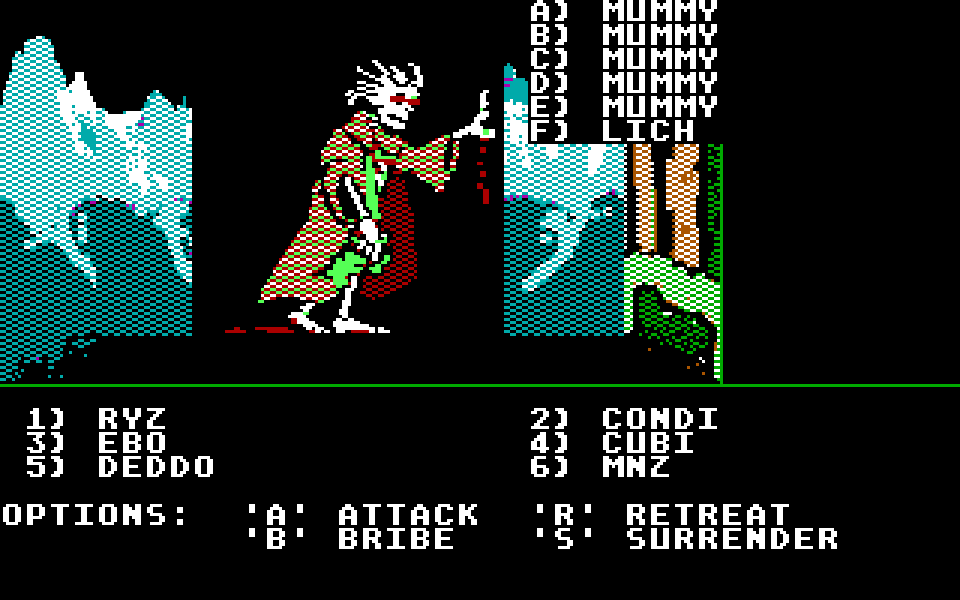 A) MUMMY
B) MUMMY
C) MUMMY
D) MUMMY
E) MUMMY
F) LICH
1) RYZ 2) CONDI
3) EBO 4) CUBI
5) DEDDO 6) MNZ
OPTIONS: 'A' ATTACK 'R' RETREAT
'B' BRIBE 'S' SURRENDER